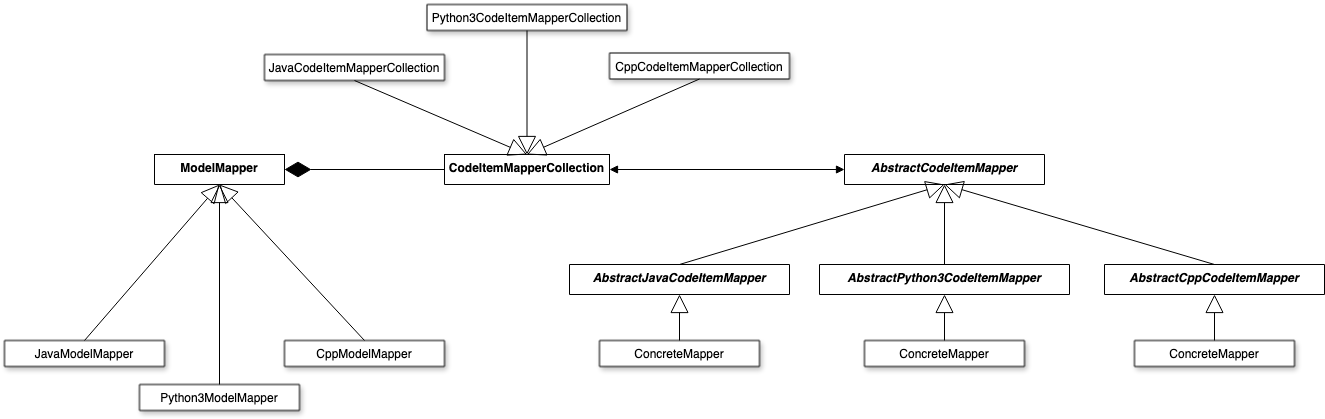 Python3CodeItemMapperCollection
JavaCodeItemMapperCollection
CppCodeItemMapperCollection
ModelMapper
CodeItemMapperCollection
AbstractCodeItemMapper
AbstractJavaCodeItemMapper
AbstractPython3CodeItemMapper
AbstractCppCodeItemMapper
JavaModelMapper
CppModelMapper
ConcreteMapper
ConcreteMapper
ConcreteMapper
Python3ModelMapper